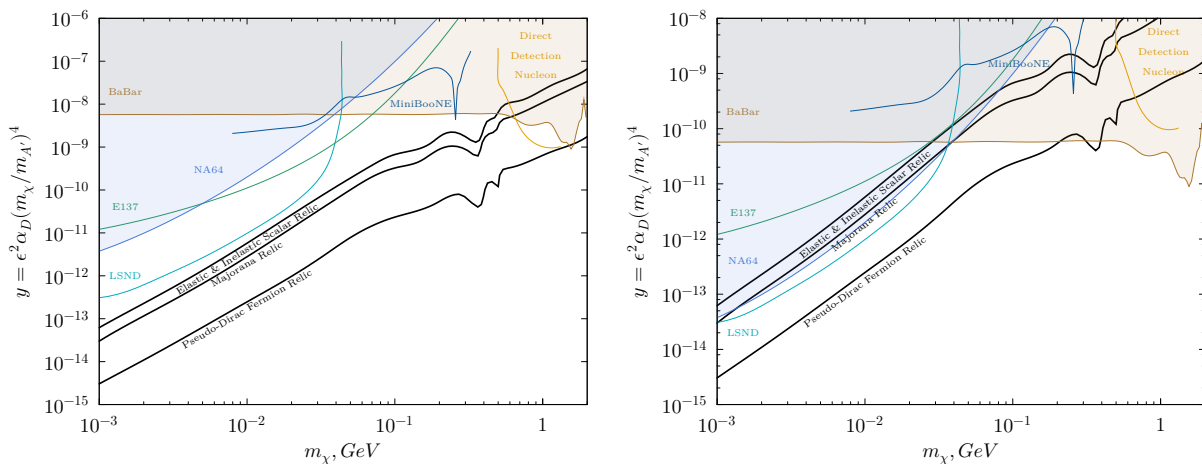 10⁻⁶
10⁻⁷
10⁻⁸
10⁻⁹
10⁻¹⁰
10⁻¹¹
10⁻¹²
10⁻¹³
10⁻¹⁴
10⁻¹⁵
y = ϵ²α_D(m_χ/m_A′)⁴
Direct
Detection
Nucleon
BaBar
MiniBooNE
NA64
E137
LSND
Elastic & Inelastic Scalar Relic
Majorana Relic
Pseudo-Dirac Fermion Relic
10⁻³ 10⁻² 10⁻¹ 1
m_χ, GeV
10⁻⁸
10⁻⁹
10⁻¹⁰
10⁻¹¹
10⁻¹²
10⁻¹³
10⁻¹⁴
10⁻¹⁵
y = ϵ²α_D(m_χ/m_A′)⁴
Direct
Detection
MiniBooNE
Nucleon
BaBar
E137
NA64
LSND
Elastic & Inelastic Scalar Relic
Majorana Relic
Pseudo-Dirac Fermion Relic
10⁻³ 10⁻² 10⁻¹ 1
m_χ, GeV